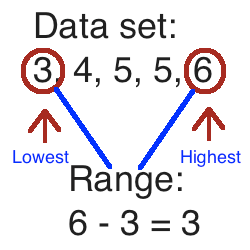 Data set:
3, 4, 5, 5, 6
Lowest
Highest
Range:
6 - 3 = 3